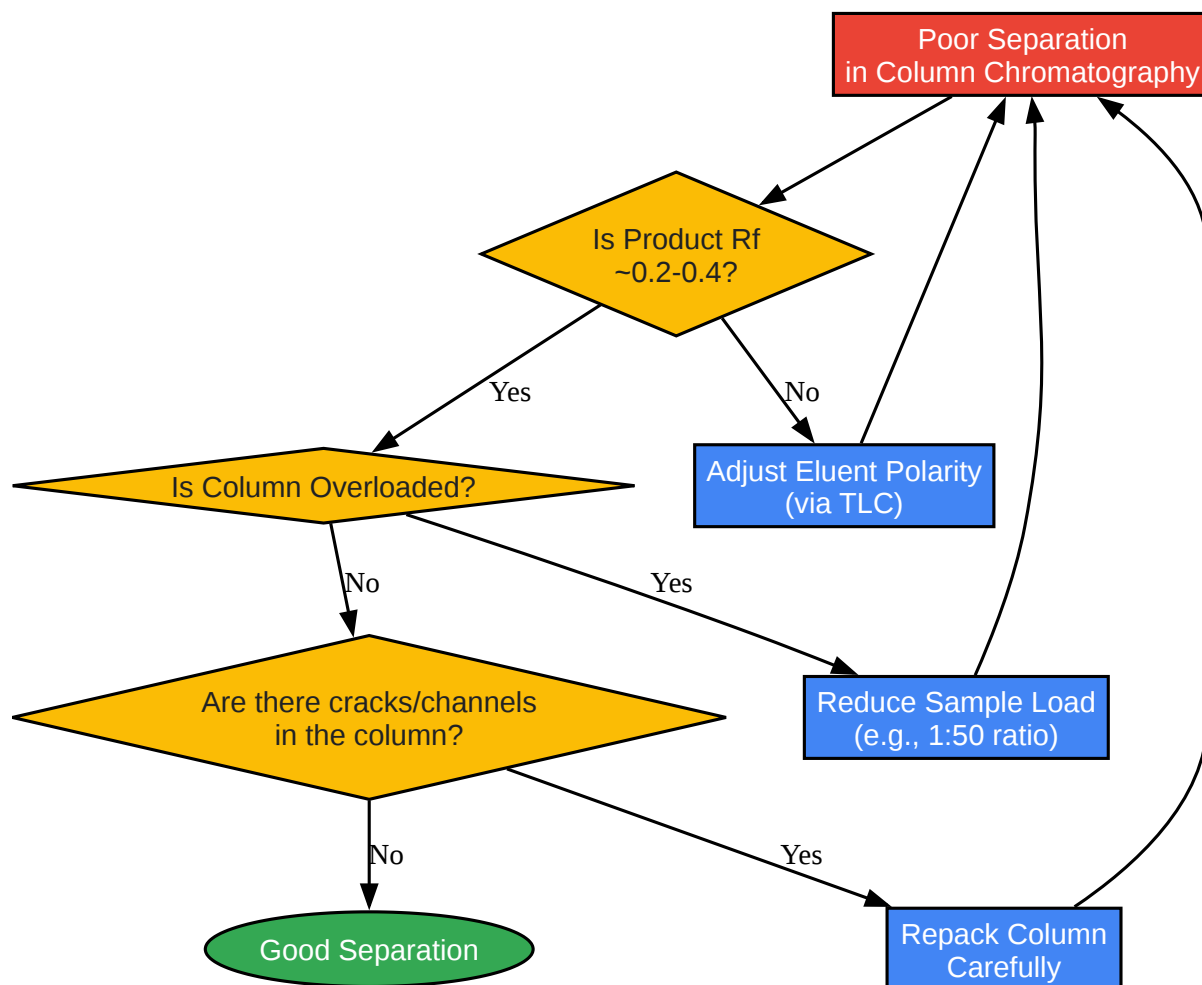 Poor Separation
in Column Chromatography
Is Product Rf
~0.2-0.4?
Yes
No
Is Column Overloaded?
Adjust Eluent Polarity
(via TLC)
No
Yes
Are there cracks/channels
in the column?
Reduce Sample Load
(e.g., 1:50 ratio)
No
Yes
Good Separation
Repack Column
Carefully